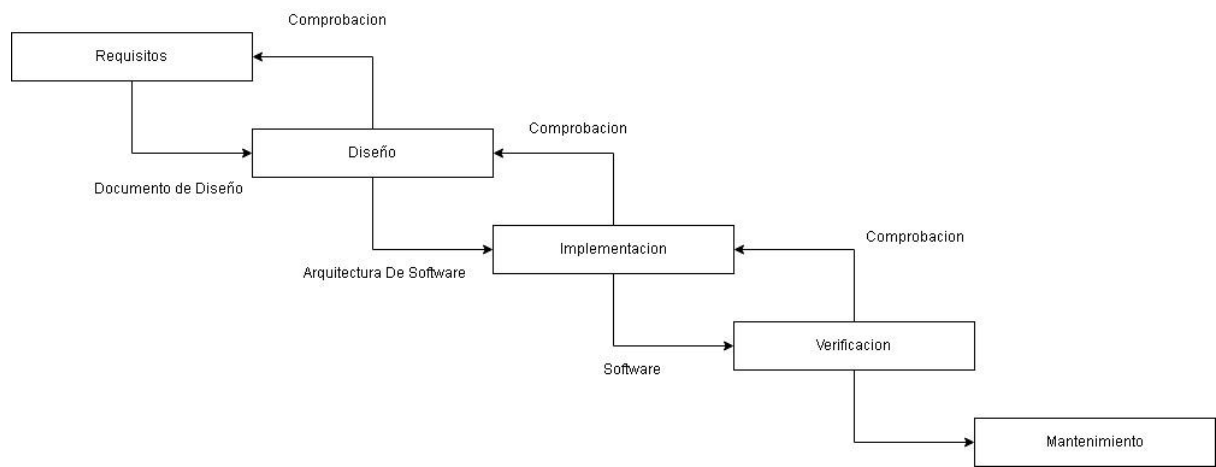 Comprobacion
Requisitos
Comprobacion
Diseño
Documento de Diseño
Comprobacion
Implementacion
Arquitectura De Software
Verificacion
Software
Mantenimiento